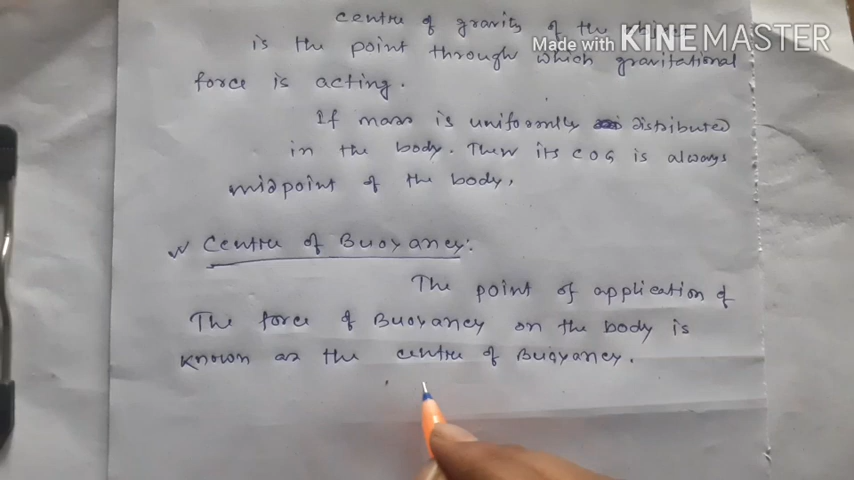 centre of gravity of the object
Made with KINEMASTER
is the point through which gravitational
force is acting.
If mass is uniformly distributed
in the body. Then its COG is always
midpoint of the body.
Centre of Buoyancy:
The point of application of
The force of Buoyancy on the body is
known as the centre of Buoyancy.